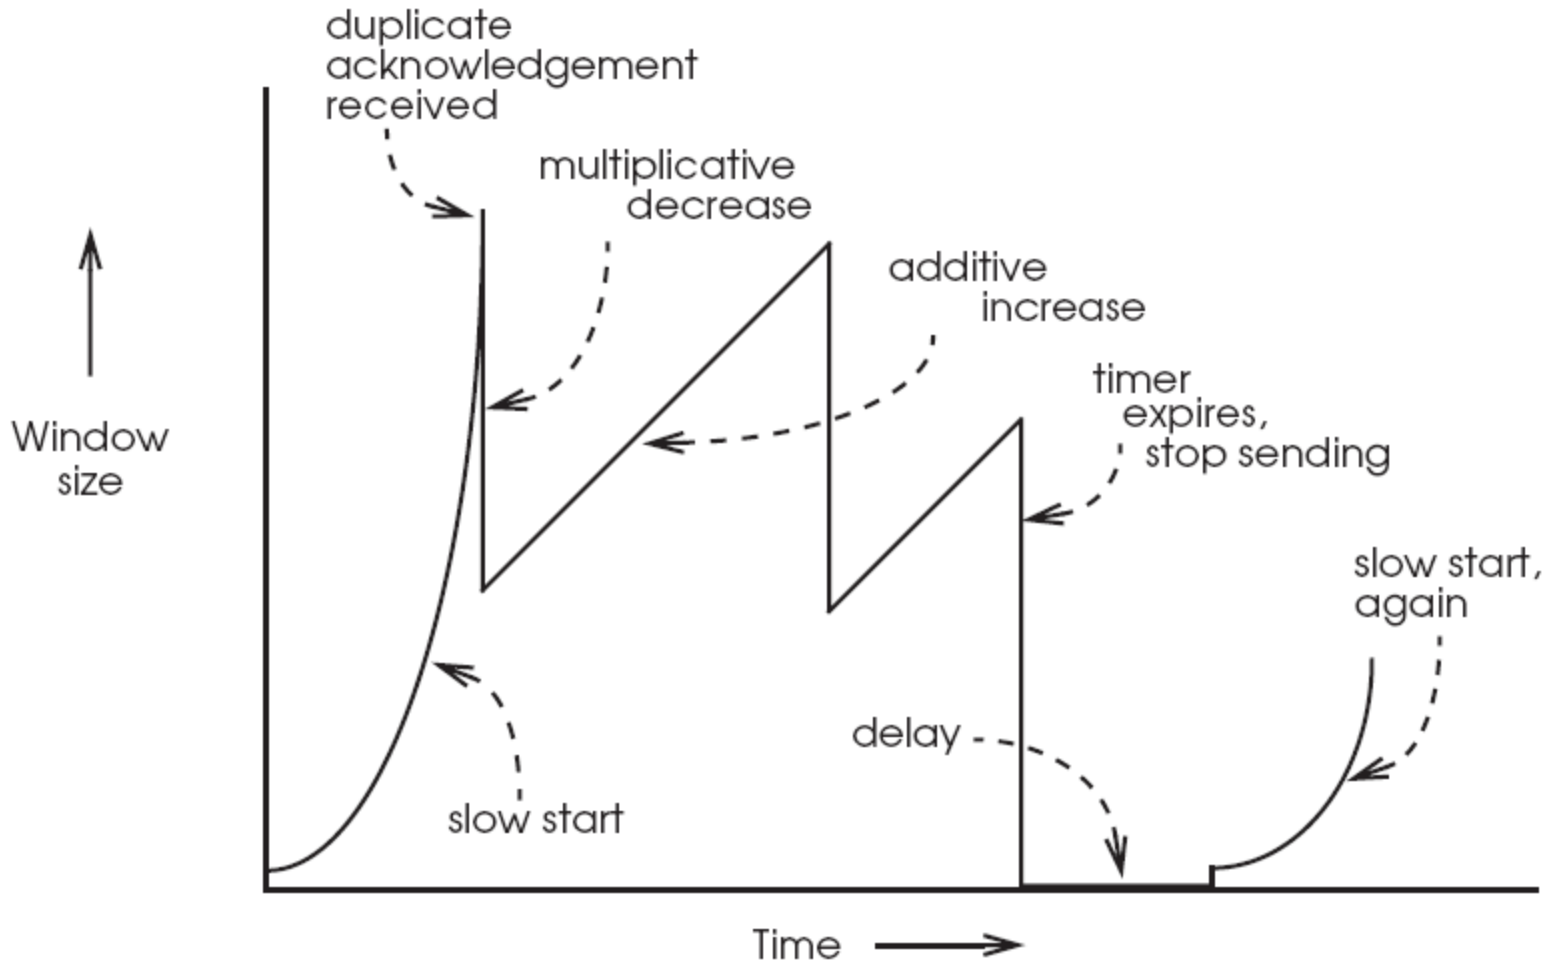 duplicate
acknowledgement
received
multiplicative
decrease
additive
increase
timer
expires,
stop sending
Window
size
slow start,
again
delay
slow start
Time